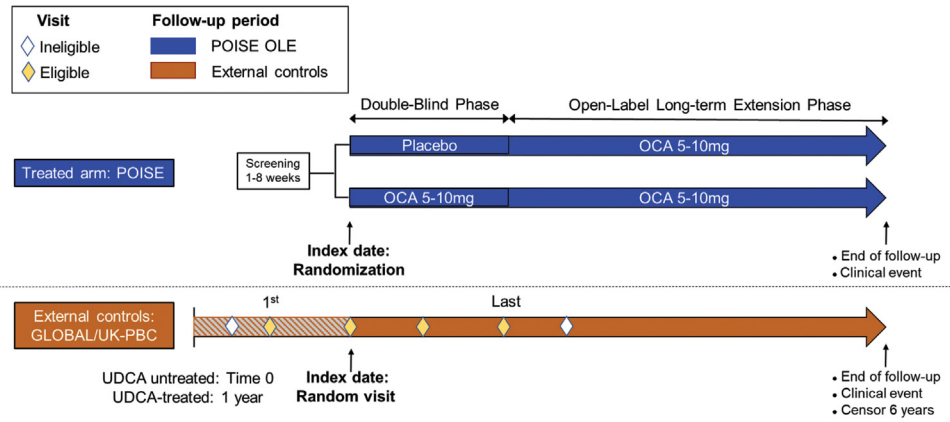 Visit
Follow-up period
Ineligible
POISE OLE
Eligible
External controls
Double-Blind Phase
Open-Label Long-term Extension Phase
Treated arm: POISE
Screening
1-8 weeks
Placebo
OCA 5-10mg
OCA 5-10mg
OCA 5-10mg
Index date:
Randomization
• End of follow-up
• Clinical event
External controls:
GLOBAL/UK-PBC
1st
Last
UDCA untreated: Time 0
UDCA-treated: 1 year
Index date:
Random visit
• End of follow-up
• Clinical event
• Censor 6 years